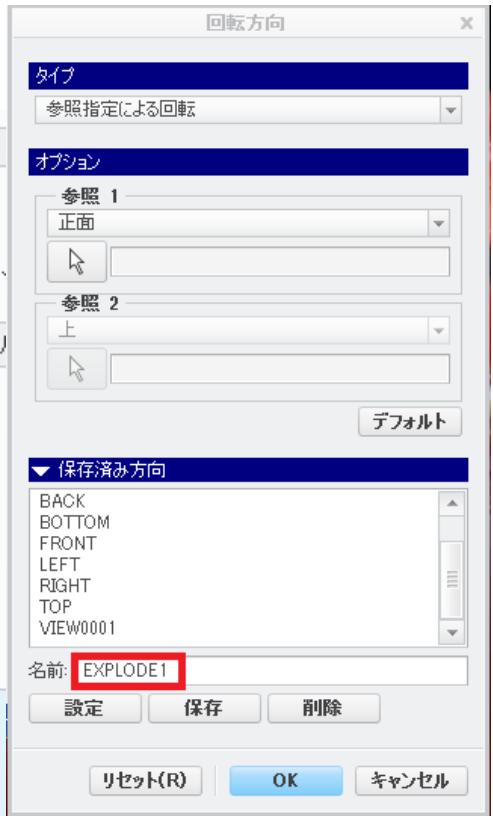 回転方向
タイプ
参照指定による回転
オプション
参照 1
正面
参照 2
上
デフォルト
保存済み方向
BACK
BOTTOM
FRONT
LEFT
RIGHT
TOP
VIEW0001
名前: EXPLODE1
設定 保存 削除
リセット(R) OK キャンセル